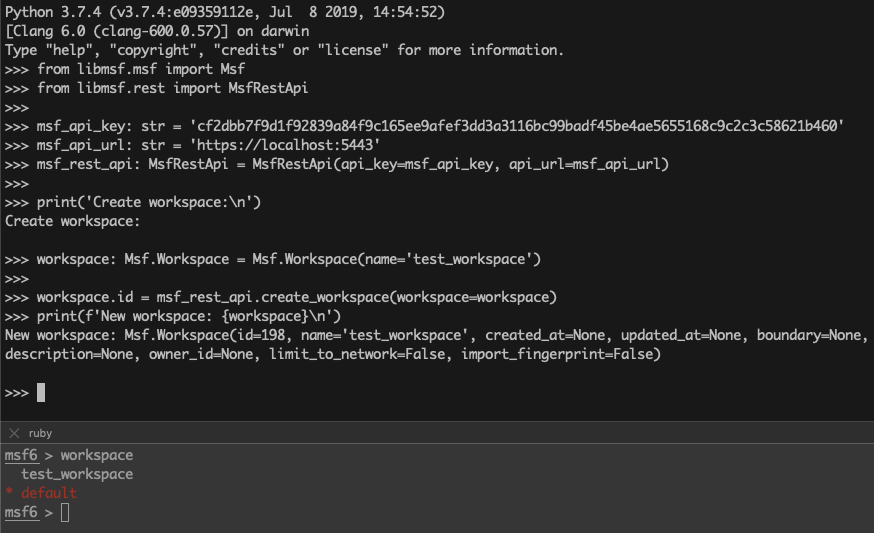 Python 3.7.4 (v3.7.4:e09359112e, Jul  8 2019, 14:54:52)
[Clang 6.0 (clang-600.0.57)] on darwin
Type "help", "copyright", "credits" or "license" for more information.
>>> from libmsf.msf import Msf
>>> from libmsf.rest import MsfRestApi
>>>
>>> msf_api_key: str = 'cf2dbb7f9d1f92839a84f9c165ee9afef3dd3a3116bc99badf45be4ae5655168c9c2c3c58621b460'
>>> msf_api_url: str = 'https://localhost:5443'
>>> msf_rest_api: MsfRestApi = MsfRestApi(api_key=msf_api_key, api_url=msf_api_url)
>>>
>>> print('Create workspace:\n')
Create workspace:
>>> workspace: Msf.Workspace = Msf.Workspace(name='test_workspace')
>>>
>>> workspace.id = msf_rest_api.create_workspace(workspace=workspace)
>>> print(f'New workspace: {workspace}\n')
New workspace: Msf.Workspace(id=198, name='test_workspace', created_at=None, updated_at=None, boundary=None,
description=None, owner_id=None, limit_to_network=False, import_fingerprint=False)
>>>
ruby
msf6 > workspace
  test_workspace
* default
msf6 >